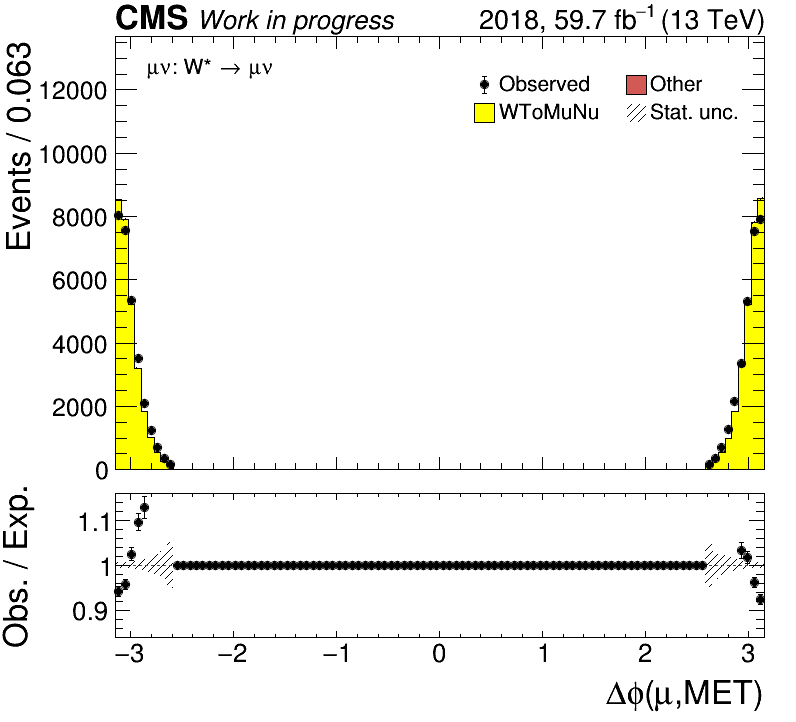 CMS Work in progress 2018, 59.7 fb⁻¹ (13 TeV)
μν: W* → μν
Observed Other
WToMuNu Stat. unc.
Events / 0.063
12000
10000
8000
6000
4000
2000
0
Obs. / Exp.
1.1
1
0.9
−3 −2 −1 0 1 2 3
Δϕ(μ,MET)